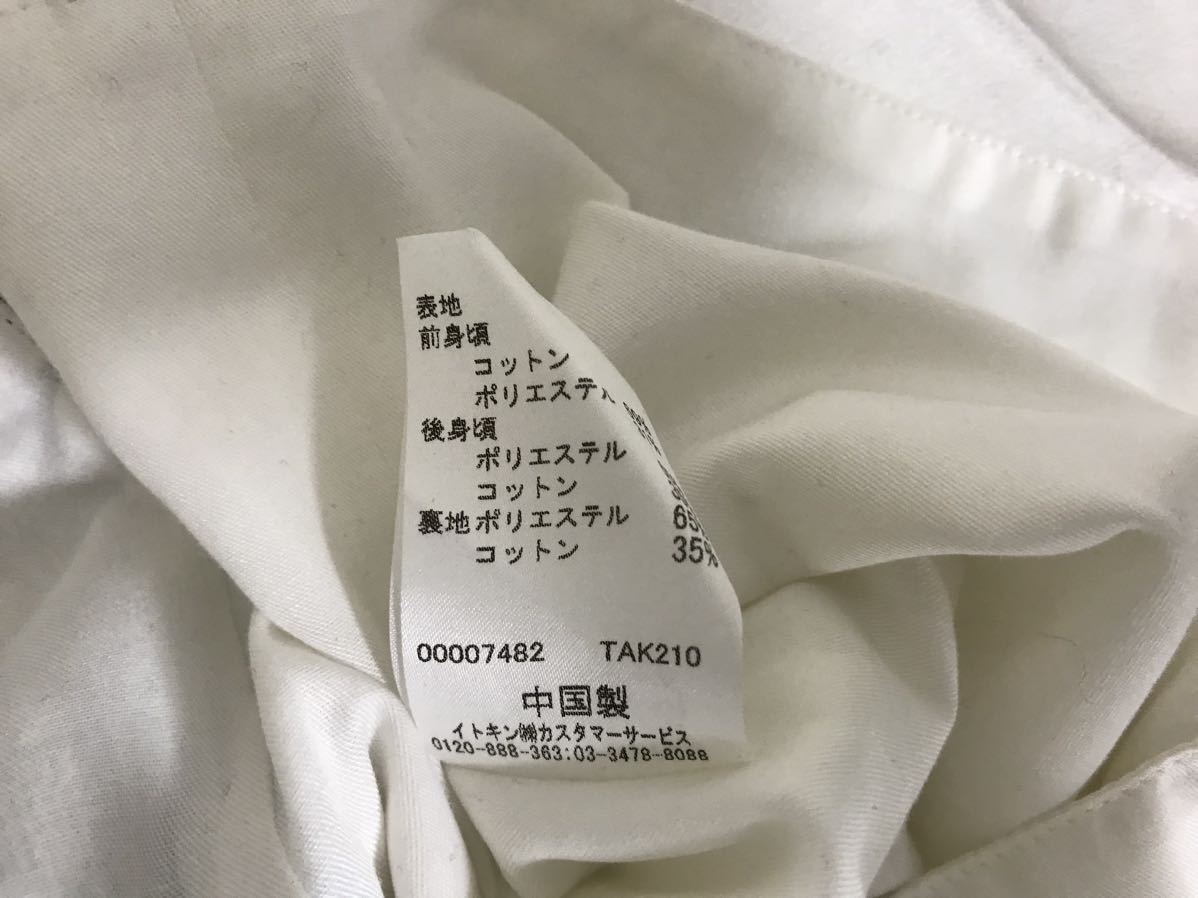 表地
前身頃
コットン
ポリエステル
後身頃
ポリエステル
コットン
裏地 ポリエステル
コットン 35%
00007482 TAK210
中国製
イトキン㈱カスタマーサービス
0120-888-363:03-3478-8088